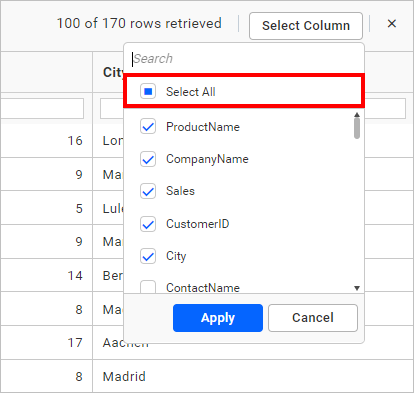 100 of 170 rows retrieved Select Column ×
City
Search
Select All
ProductName
CompanyName
Sales
CustomerID
City
ContactName
Apply Cancel
16 Lon
9 Ma
5 Lul
9 Ma
14 Ber
8 Ma
17 Aachen
8 Madrid